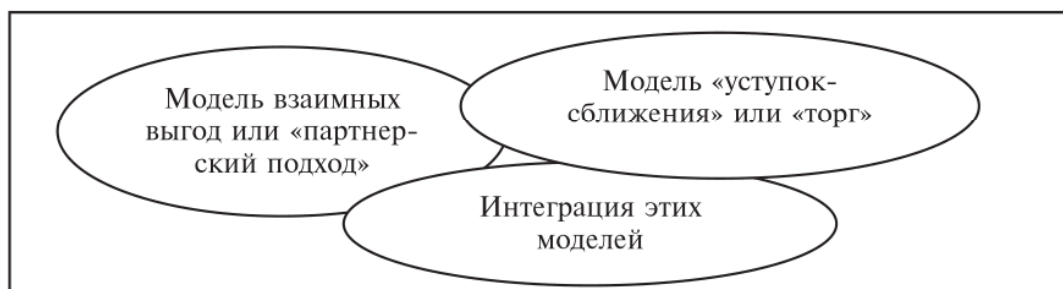 Модель взаимных
выгод или «партнер-
ский подход»
Модель «уступок-
сближения» или «торг»
Интеграция этих
моделей